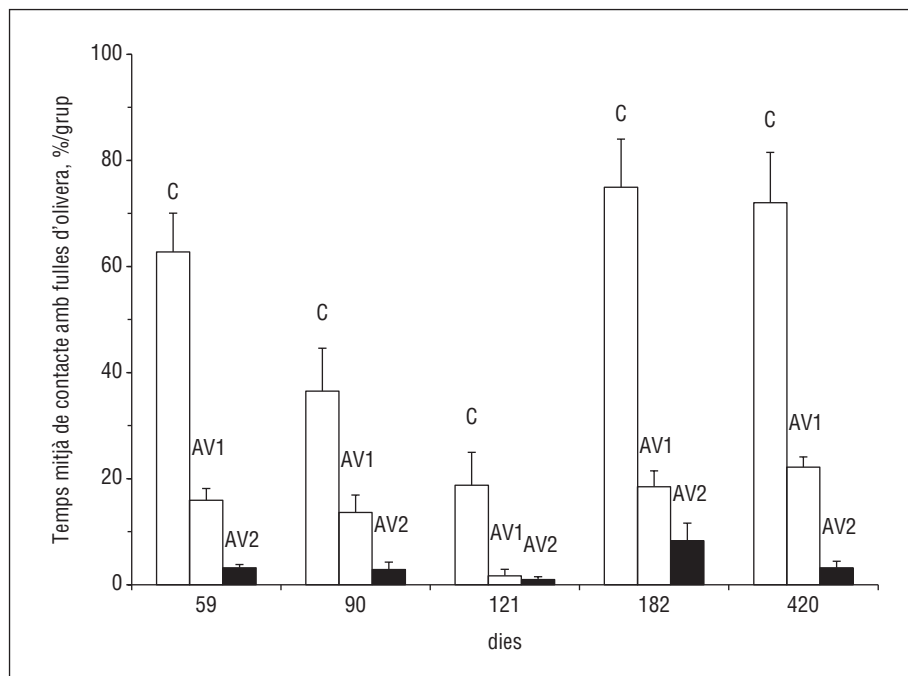 Temps mitjà de contacte amb fulles d'olivera, %/grup
100
80
60
40
20
0
C
AV1
AV2
C
AV1
AV2
C
AV1
AV2
C
AV1
AV2
C
AV1
AV2
59
90
121
182
420
dies